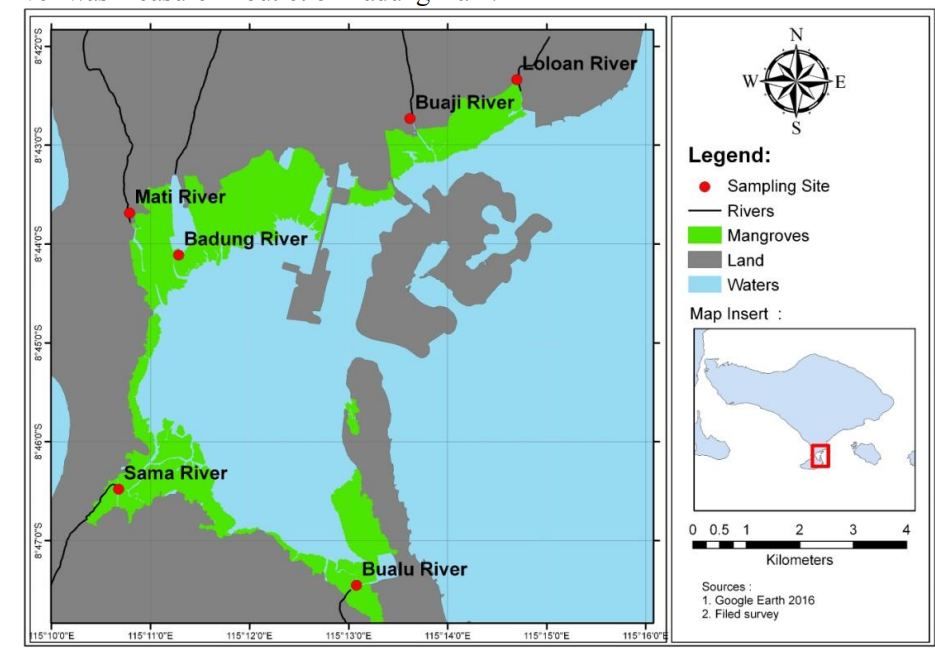 Loloan River
Buaji River
Mati River
Badung River
Sama River
Bualu River
8°42'0"S
8°43'0"S
8°44'0"S
8°45'0"S
8°46'0"S
8°47'0"S
115°10'0"E
115°11'0"E
115°12'0"E
115°13'0"E
115°14'0"E
115°15'0"E
115°16'0"E
N
W
E
S
Legend:
Sampling Site
Rivers
Mangroves
Land
Waters
Map Insert :
0 0.5 1 2 3 4
Kilometers
Sources :
1. Google Earth 2016
2. Filed survey